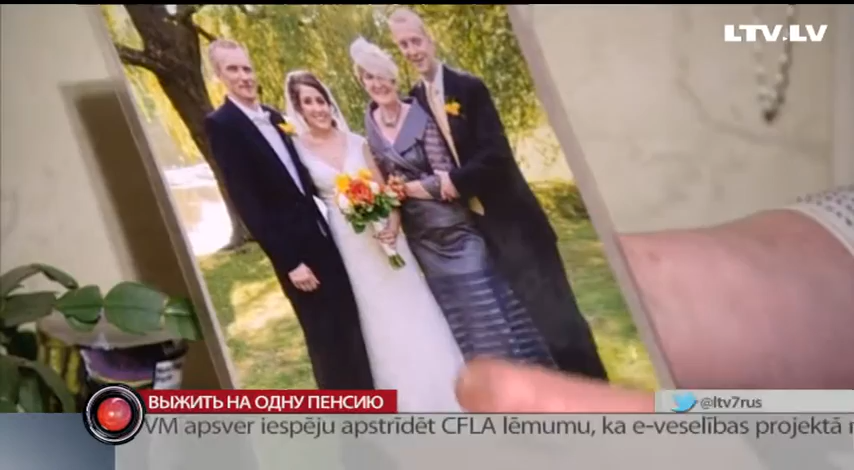 LTV.LV
ВЫЖИТЬ НА ОДНУ ПЕНСИЮ
@ltv7rus
VM apsver iespēju apstrīdēt CFLA lēmumu, ka e-veselības projektā